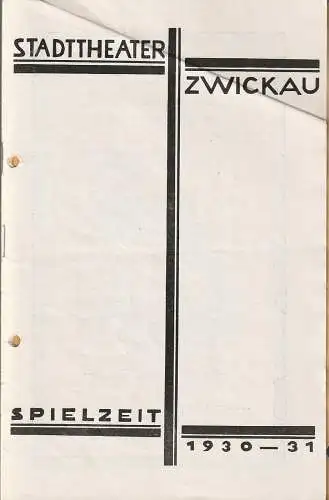 STADTTHEATER
ZWICKAU
SPIELZEIT
1930—31